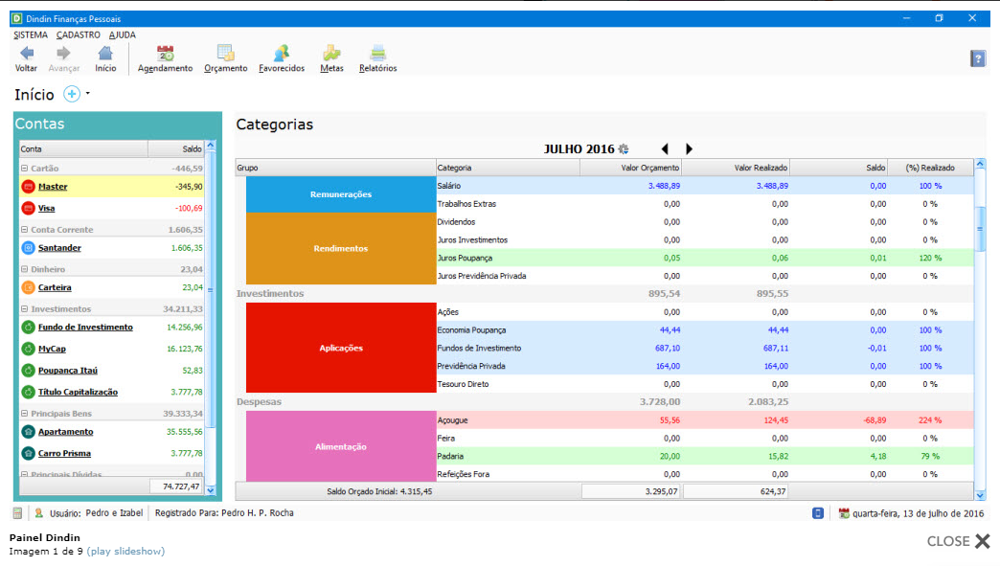 Dindin Finanças Pessoais
SISTEMA CADASTRO AJUDA
Voltar Avançar Início Agendamento Orçamento Favorecidos Metas Relatórios
Início
Contas
Conta Saldo
Cartão -446,59
Master -345,90
Visa -100,69
Conta Corrente 1.606,35
Santander 1.606,35
Dinheiro 23,04
Carteira 23,04
Investimentos 34.211,33
Fundo de Investimento 14.256,96
MyCap 16.123,76
Poupança Itaú 52,83
Título Capitalização 3.777,78
Principais Bens 39.333,34
Apartamento 35.555,56
Carro Prisma 3.777,78
Principais Dívidas 0,00
74.727,47
Categorias
JULHO 2016
Grupo Categoria Valor Orçamento Valor Realizado Saldo (%) Realizado
Remunerações
Salário 3.488,89 3.488,89 0,00 100 %
Trabalhos Extras 0,00 0,00 0,00 0 %
Rendimentos
Dividendos 0,00 0,00 0,00 0 %
Juros Investimentos 0,00 0,00 0,00 0 %
Juros Poupança 0,05 0,06 0,01 120 %
Juros Previdência Privada 0,00 0,00 0,00 0 %
Investimentos 895,54 895,55
Aplicações
Ações 0,00 0,00 0,00 0 %
Economia Poupança 44,44 44,44 0,00 100 %
Fundos de Investimento 687,10 687,11 -0,01 100 %
Previdência Privada 164,00 164,00 0,00 100 %
Tesouro Direto 0,00 0,00 0,00 0 %
Despesas 3.728,00 2.083,25
Alimentação
Açougue 55,56 124,45 -68,89 224 %
Feira 0,00 0,00 0,00 0 %
Padaria 20,00 15,82 4,18 79 %
Refeições Fora 0,00 0,00 0,00 0 %
Saldo Orçado Inicial: 4.315,45 3.295,07 624,37
Usuário: Pedro e Izabel Registrado Para: Pedro H. P. Rocha quarta-feira, 13 de julho de 2016
Painel Dindin
Imagem 1 de 9 (play slideshow)
CLOSE X